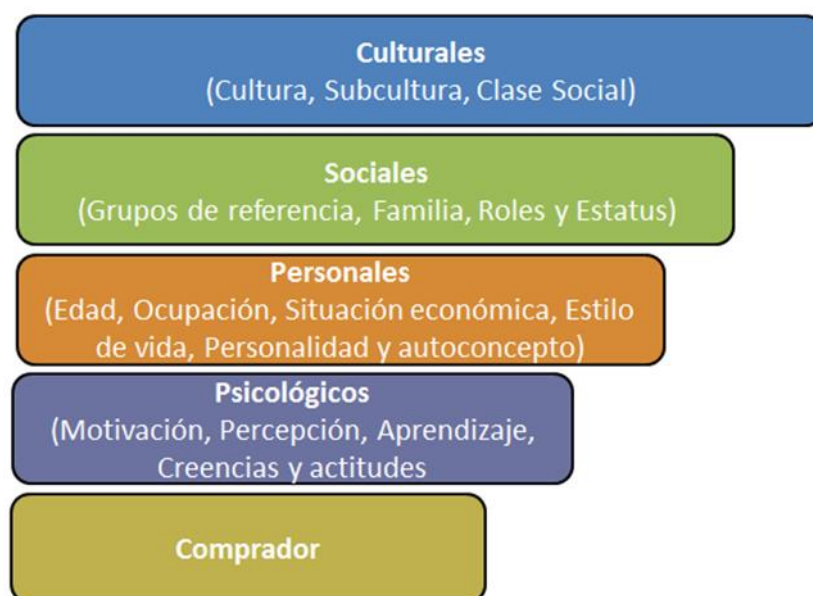 Culturales
(Cultura, Subcultura, Clase Social)
Sociales
(Grupos de referencia, Familia, Roles y Estatus)
Personales
(Edad, Ocupación, Situación económica, Estilo
de vida, Personalidad y autoconcepto)
Psicológicos
(Motivación, Percepción, Aprendizaje,
Creencias y actitudes
Comprador